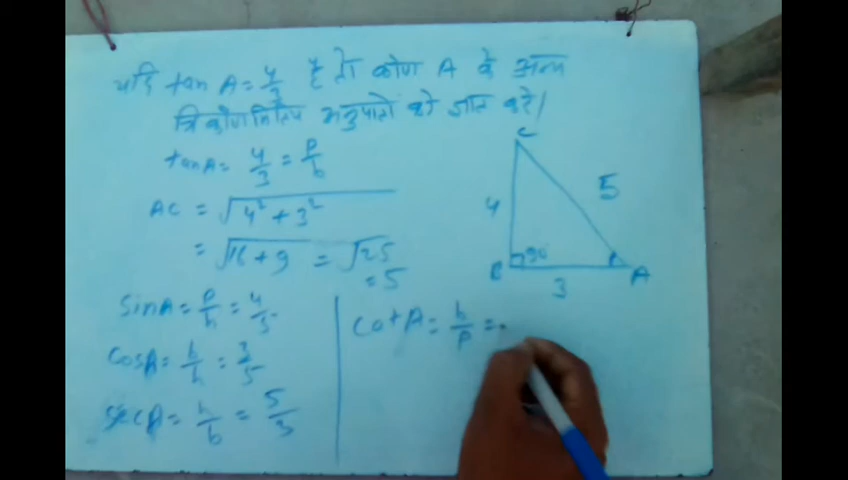 यदि tan A = 4/3 है तो कोण A के अन्य
त्रिकोणमितिय अनुपातो को ज्ञात करे।
tanA = 4/3 = P/b
AC = √4² + 3²
= √16 + 9 = √25
= 5
sinA = P/h = 4/5
cosA = b/h = 3/5
secA = h/b = 5/3
cotA = b/P =
C
4
5
B
90
A
3